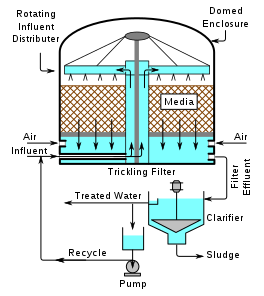 Rotating
Influent
Distributer
Domed
Enclosure
Media
Air
Air
Influent
Trickling Filter
Filter
Effluent
Treated Water
Clarifier
Recycle
Sludge
Pump